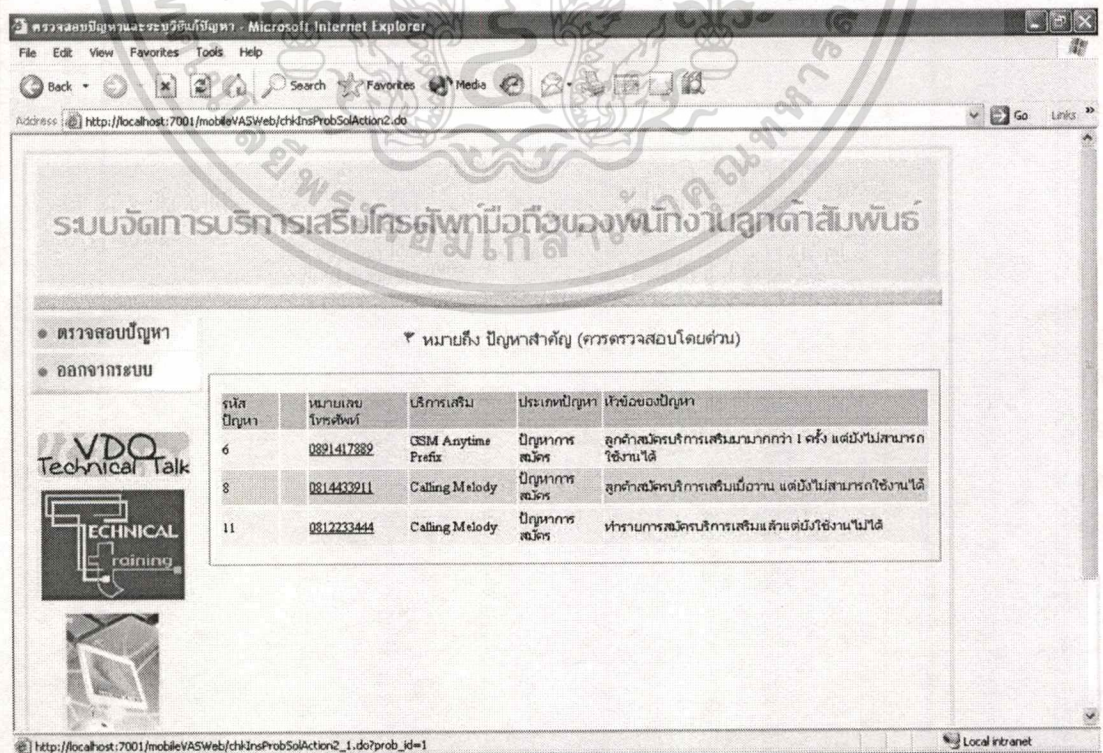 ตรวจสอบปัญหาและระบุวิธีแก้ปัญหา - Microsoft Internet Explorer
File Edit View Favorites Tools Help
Back Search Favorites Media
Address http://localhost:7001/mobileVASWeb/chkInsProbSolAction2.do Go Links
ระบบจัดการบริการเสริมโทรศัพท์มือถือของพนักงานลูกค้าสัมพันธ์
ตรวจสอบปัญหา
ออกจากระบบ
หมายถึง ปัญหาสำคัญ (ควรตรวจสอบโดยด่วน)
รหัสปัญหา หมายเลขโทรศัพท์ บริการเสริม ประเภทปัญหา หัวข้อของปัญหา
6 0891417889 GSM Anytime Prefix ปัญหาการสมัคร ลูกค้าสมัครบริการเสริมมามากกว่า 1 ครั้ง แต่ยังไม่สามารถใช้งานได้
8 0814433911 Calling Melody ปัญหาการสมัคร ลูกค้าสมัครบริการเสริมเมื่อวาน แต่ยังไม่สามารถใช้งานได้
11 0812233444 Calling Melody ปัญหาการสมัคร ทำรายการสมัครบริการเสริมแล้วแต่ยังใช้งานไม่ได้
VDO
Technical Talk
TECHNICAL
Training
http://localhost:7001/mobileVASWeb/chkInsProbSolAction2_1.do?prob_id=1
Local intranet